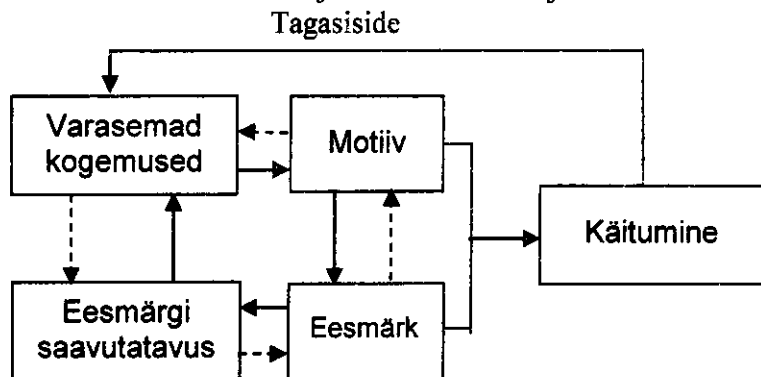 Tagasiside
Varasemad
kogemused
Motiiv
Käitumine
Eesmärgi
saavutatavus
Eesmärk